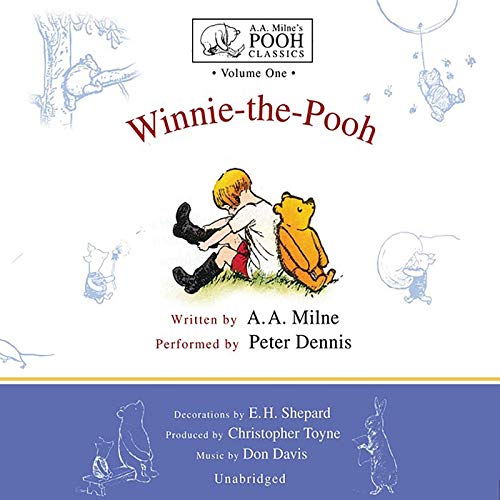 A.A. Milne's
POOH
CLASSICS
• Volume One •
Winnie-the-Pooh
Written by A. A. Milne
Performed by Peter Dennis
Decorations by E. H. Shepard
Produced by Christopher Toyne
Music by Don Davis
Unabridged